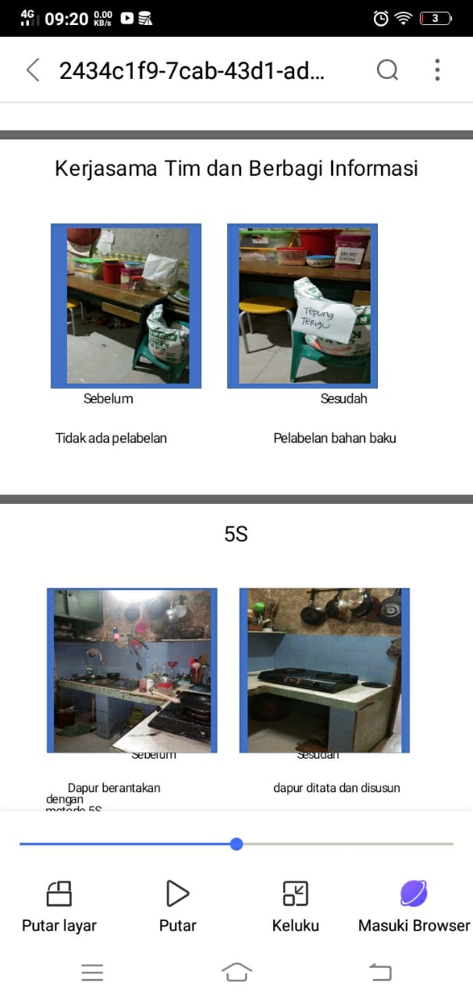 4G 09:20 0.00 KB/s 3
2434c1f9-7cab-43d1-ad...
Kerjasama Tim dan Berbagi Informasi
Tepung
Terigu
Sebelum Sesudah
Tidak ada pelabelan Pelabelan bahan baku
5S
Sebelum Sesudah
Dapur berantakan dapur ditata dan disusun
dengan
metode 5S
Putar layar Putar Keluku Masuki Browser